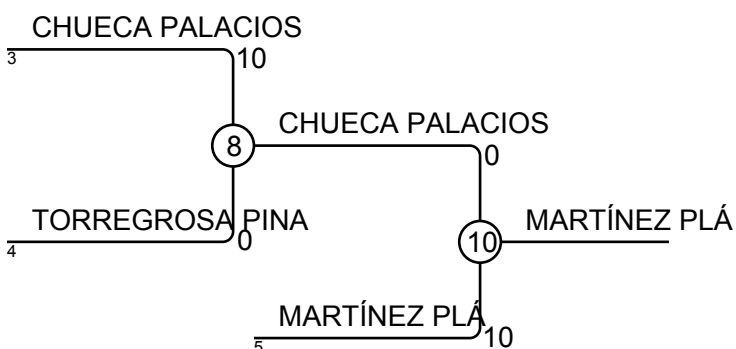 CHUECA PALACIOS
3
10
CHUECA PALACIOS
8
0
TORREGROSA PINA
MARTÍNEZ PLÁ
4
0
10
MARTÍNEZ PLÁ
5
10